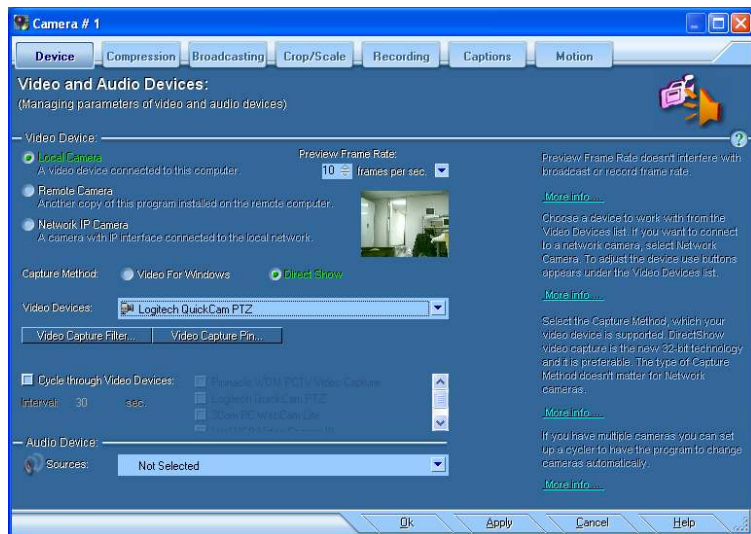 Camera # 1
Device Compression Broadcasting Crop/Scale Recording Captions Motion
Video and Audio Devices:
(Managing parameters of video and audio devices)
Video Device:
Local Camera
A video device connected to this computer.
Remote Camera
Another copy of this program installed on the remote computer.
Network IP Camera
A camera with IP interface connected to the local network.
Preview Frame Rate:
10 frames per sec.
Capture Method: Video For Windows Direct Show
Video Devices: Logitech QuickCam PTZ
Video Capture Filter... Video Capture Pin...
Cycle through Video Devices:
Interval: 30 sec.
Pinnacle WDM PCTV Video Capture
Logitech QuickCam PTZ
3Com PC WebCam Lite
Audio Device:
Sources: Not Selected
?
Preview Frame Rate doesn't interfere with
broadcast or record frame rate.
More info ...
Choose a device to work with from the
Video Devices list. If you want to connect
to a network camera, select Network
Camera. To adjust the device use buttons
appears under the Video Devices list.
More info ...
Select the Capture Method, which your
video device is supported. DirectShow
video capture is the new 32-bit technology
and it is preferable. The type of Capture
Method doesn't matter for Network
cameras.
More info ...
If you have multiple cameras you can set
up a cycler to have the program to change
cameras automatically.
More info ...
Ok Apply Cancel Help